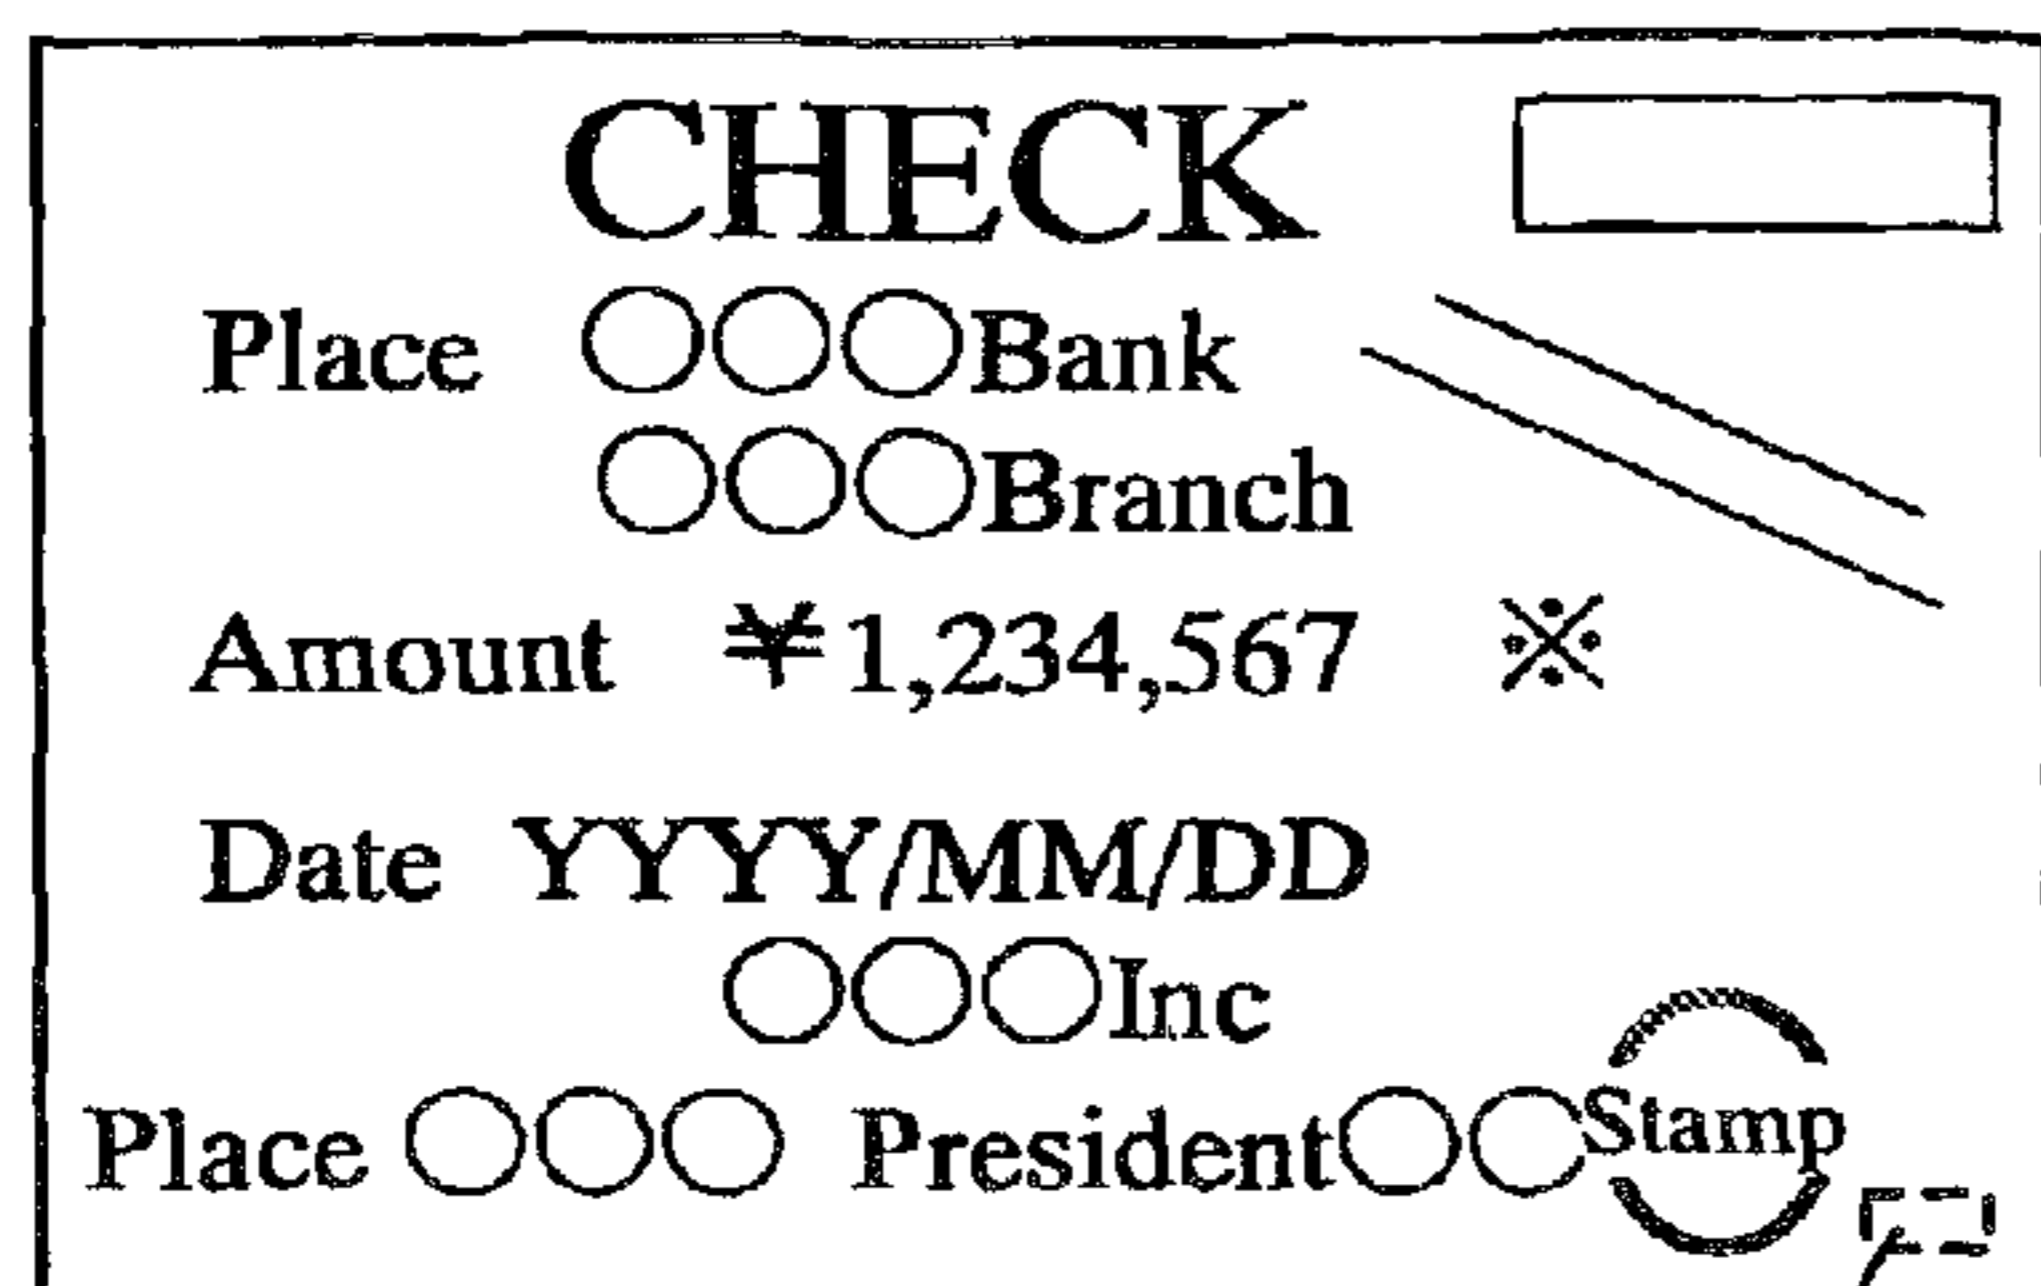 CHECK
Place ○○○Bank
○○○Branch
Amount ¥1,234,567 ※
Date YYYY/MM/DD
○○○Inc
Place ○○○ President○○ Stamp